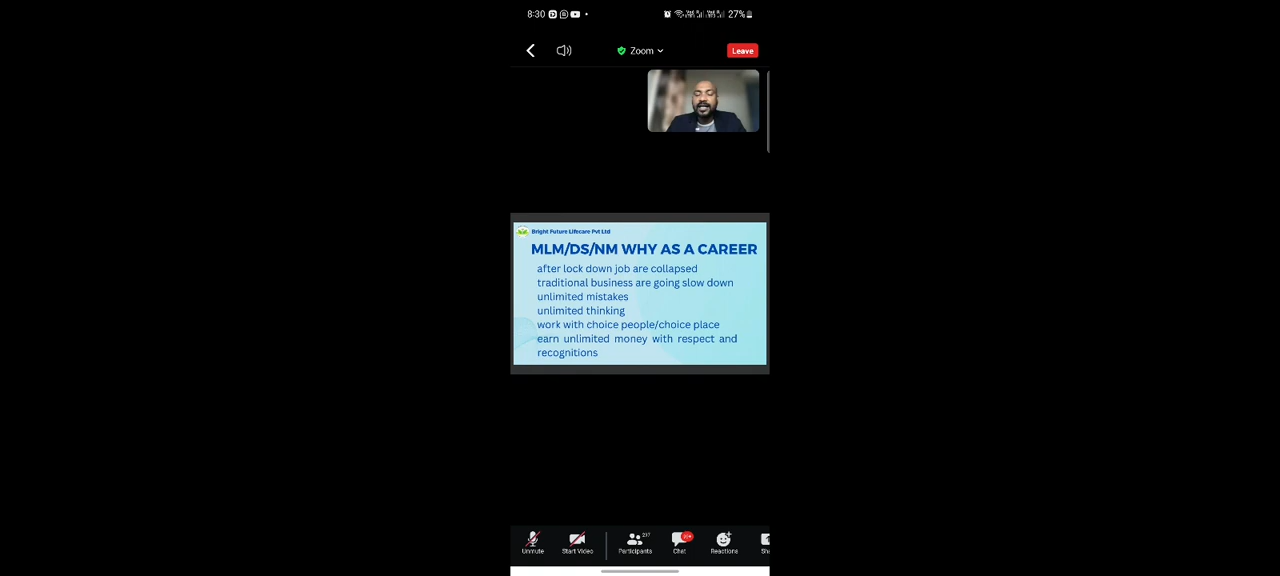 8:30
27%
Zoom
Leave
Bright Future Lifecare Pvt Ltd
MLM/DS/NM WHY AS A CAREER
after lock down job are collapsed
traditional business are going slow down
unlimited mistakes
unlimited thinking
work with choice people/choice place
earn unlimited money with respect and
recognitions
Unmute
Start Video
Participants
Chat
Reactions